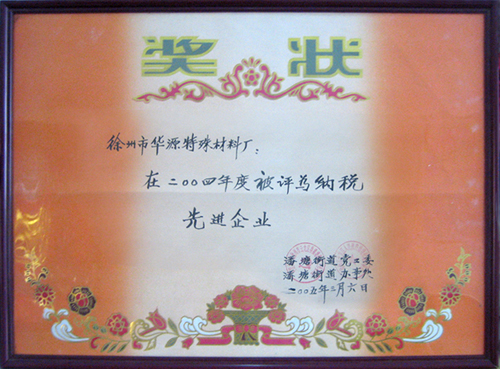 奖状
徐州市华源特殊材料厂:
在二00四年度被评为纳税
先进企业
潘塘街道党工委
潘塘街道办事处
二00五年二月六日